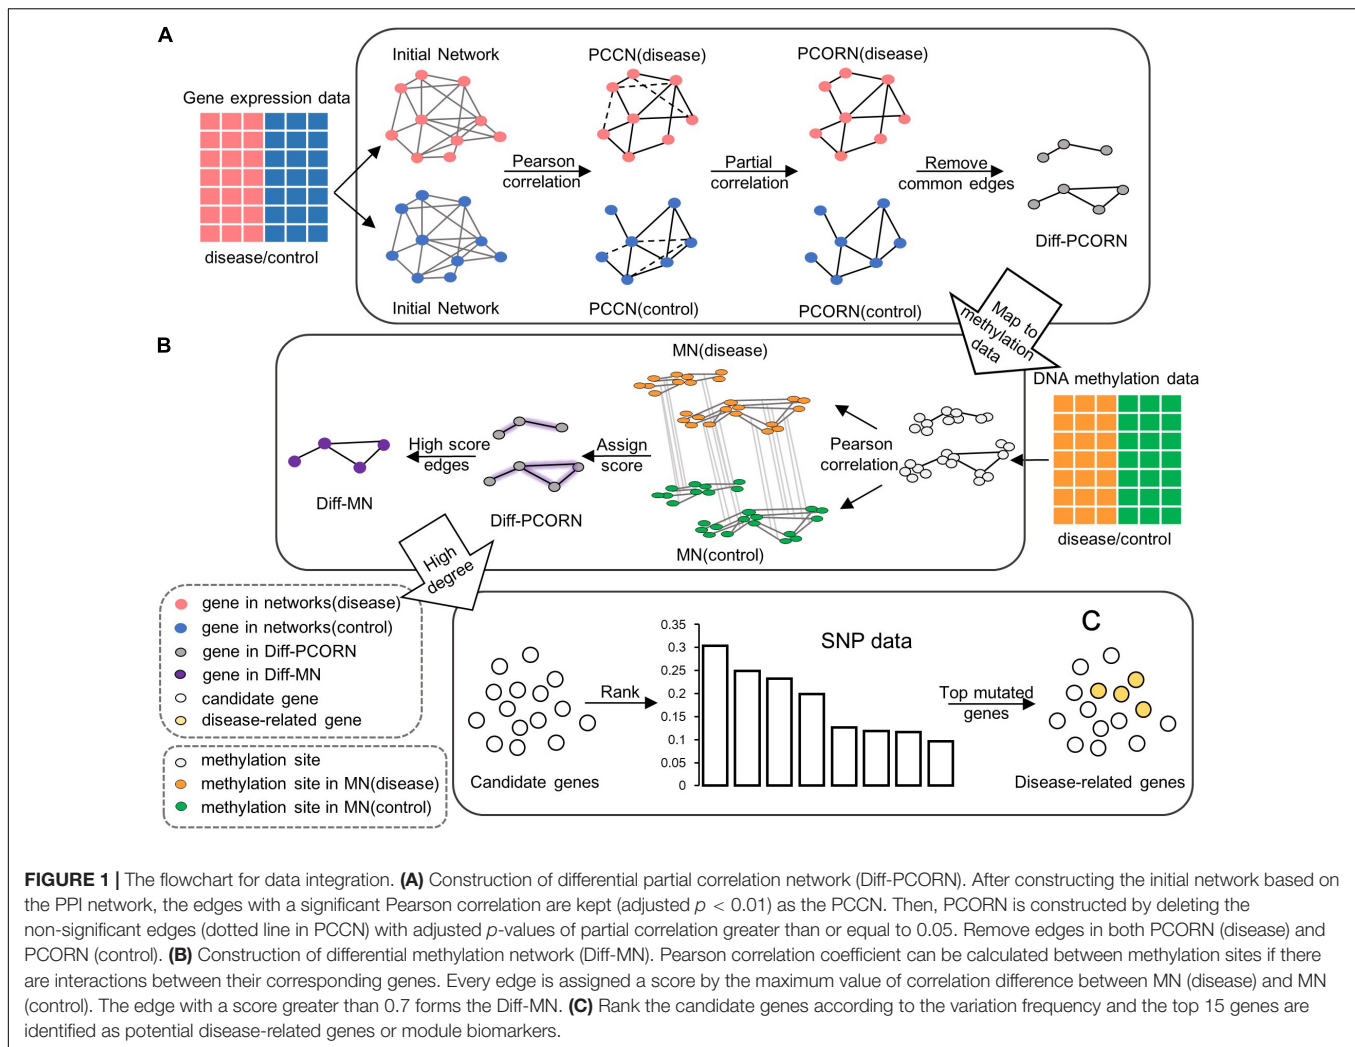 A
Initial Network
PCCN(disease)
PCORN(disease)
Gene expression data
Pearson
correlation
Partial
correlation
Remove
common edges
disease/control
Diff-PCORN
Initial Network
PCCN(control)
PCORN(control)
Map to
methylation
data
B
MN(disease)
DNA methylation data
High score
edges
Assign
score
Pearson
correlation
Diff-MN
Diff-PCORN
MN(control)
disease/control
High
degree
gene in networks(disease)
gene in networks(control)
gene in Diff-PCORN
gene in Diff-MN
candidate gene
disease-related gene
methylation site
methylation site in MN(disease)
methylation site in MN(control)
C
SNP data
0.35
0.3
0.25
0.2
0.15
0.1
0.05
0
Rank
Top mutated
genes
Candidate genes
Disease-related genes
FIGURE 1 | The flowchart for data integration. (A) Construction of differential partial correlation network (Diff-PCORN). After constructing the initial network based on
the PPI network, the edges with a significant Pearson correlation are kept (adjusted p < 0.01) as the PCCN. Then, PCORN is constructed by deleting the
non-significant edges (dotted line in PCCN) with adjusted p-values of partial correlation greater than or equal to 0.05. Remove edges in both PCORN (disease) and
PCORN (control). (B) Construction of differential methylation network (Diff-MN). Pearson correlation coefficient can be calculated between methylation sites if there
are interactions between their corresponding genes. Every edge is assigned a score by the maximum value of correlation difference between MN (disease) and MN
(control). The edge with a score greater than 0.7 forms the Diff-MN. (C) Rank the candidate genes according to the variation frequency and the top 15 genes are
identified as potential disease-related genes or module biomarkers.